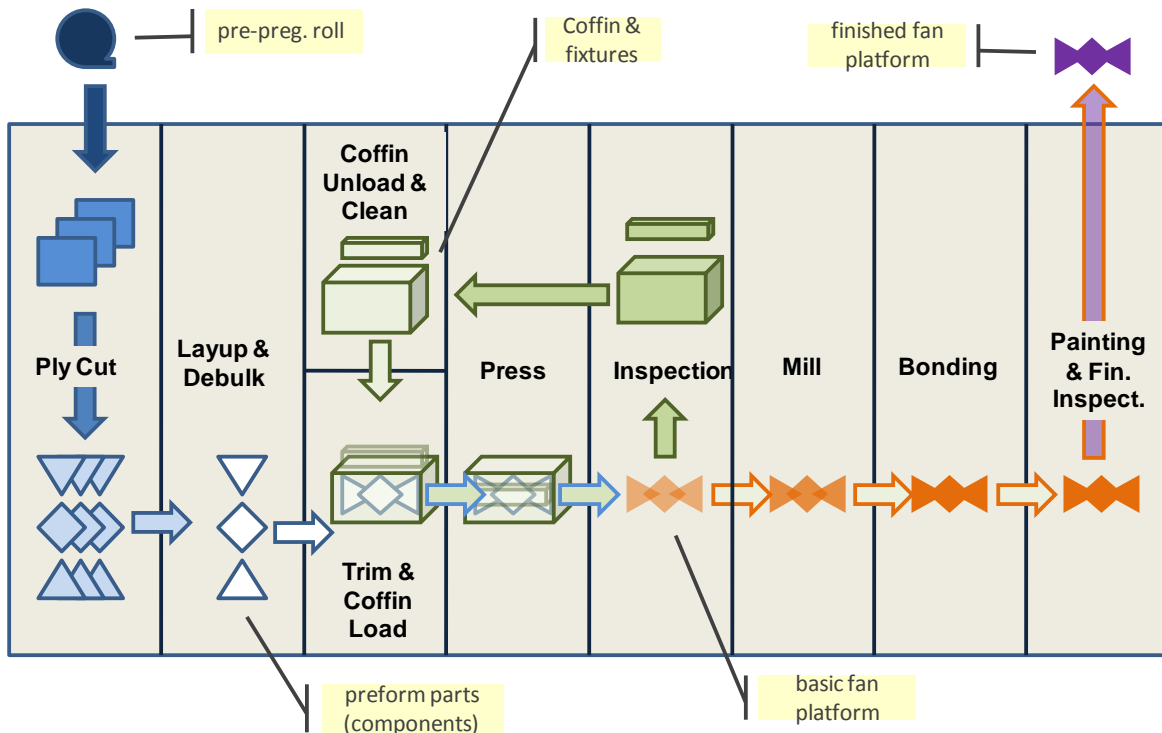 pre-preg. roll
Coffin &
fixtures
finished fan
platform
Coffin
Unload &
Clean
Ply Cut
Layup &
Debulk
Press
Inspection
Mill
Bonding
Painting
& Fin.
Inspect.
Trim &
Coffin
Load
preform parts
(components)
basic fan
platform